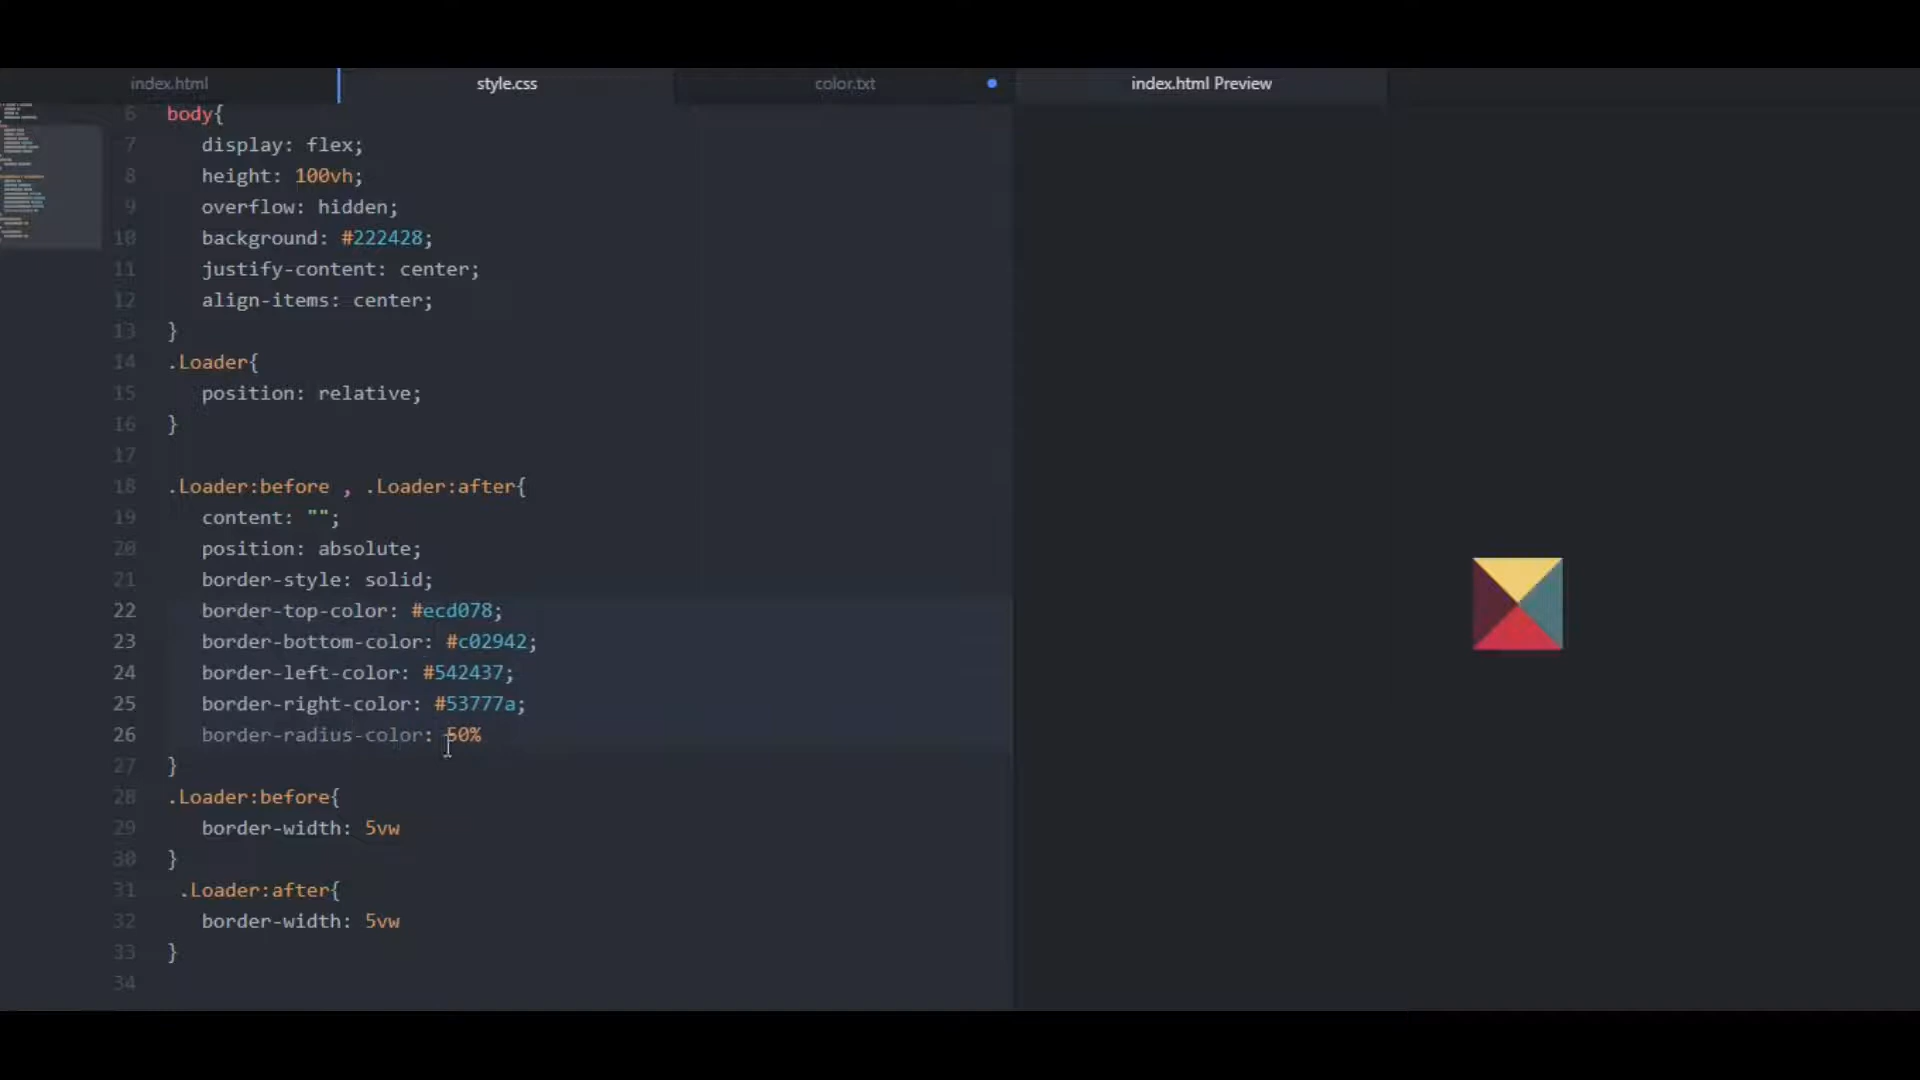 index.html
style.css
color.txt
index.html Preview
6 body{
7 display: flex;
8 height: 100vh;
9 overflow: hidden;
10 background: #222428;
11 justify-content: center;
12 align-items: center;
13 }
14 .Loader{
15 position: relative;
16 }
17
18 .Loader:before , .Loader:after{
19 content: "";
20 position: absolute;
21 border-style: solid;
22 border-top-color: #ecd078;
23 border-bottom-color: #c02942;
24 border-left-color: #542437;
25 border-right-color: #53777a;
26 border-radius-color: 50%
27 }
28 .Loader:before{
29 border-width: 5vw
30 }
31 .Loader:after{
32 border-width: 5vw
33 }
34